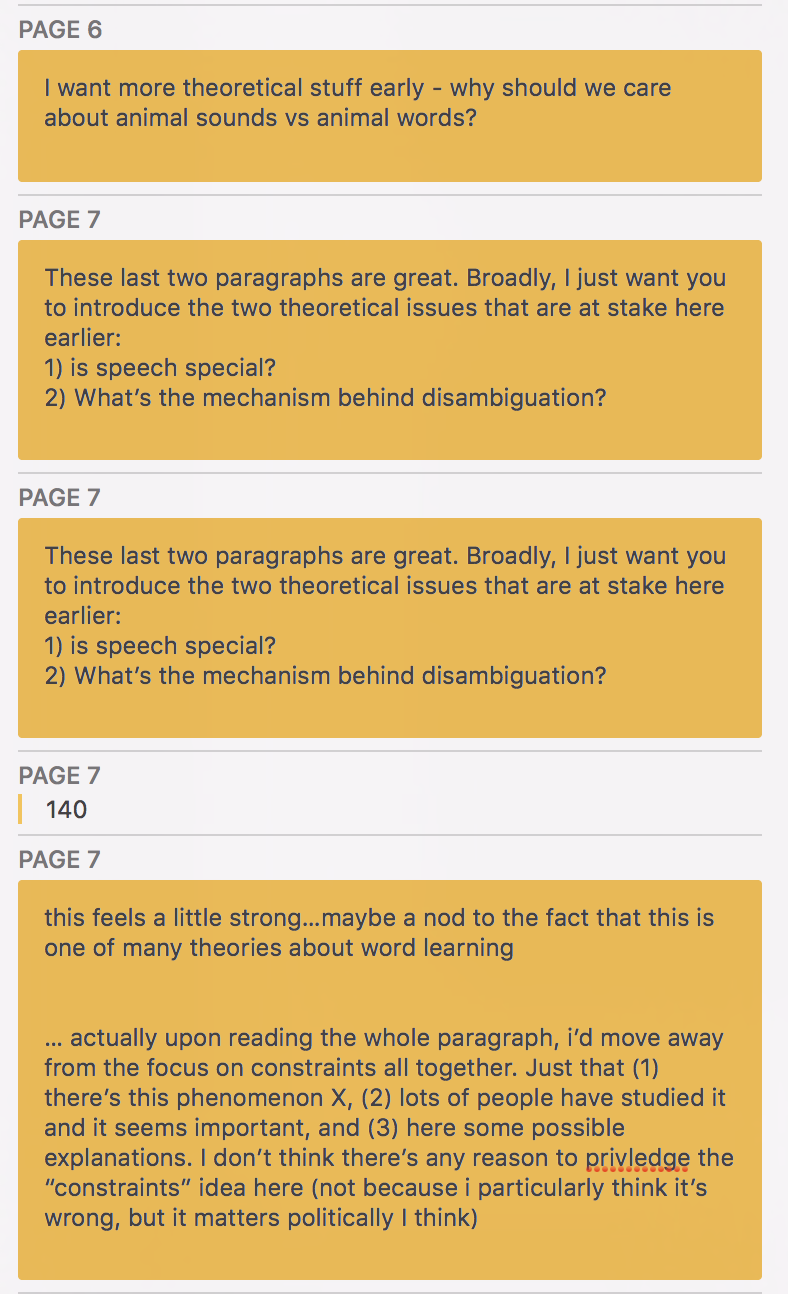 PAGE 6
I want more theoretical stuff early - why should we care
about animal sounds vs animal words?
PAGE 7
These last two paragraphs are great. Broadly, I just want you
to introduce the two theoretical issues that are at stake here
earlier:
1) is speech special?
2) What's the mechanism behind disambiguation?
PAGE 7
These last two paragraphs are great. Broadly, I just want you
to introduce the two theoretical issues that are at stake here
earlier:
1) is speech special?
2) What's the mechanism behind disambiguation?
PAGE 7
140
PAGE 7
this feels a little strong...maybe a nod to the fact that this is
one of many theories about word learning
... actually upon reading the whole paragraph, i'd move away
from the focus on constraints all together. Just that (1)
there's this phenomenon X, (2) lots of people have studied it
and it seems important, and (3) here some possible
explanations. I don't think there's any reason to privledge the
“constraints” idea here (not because i particularly think it's
wrong, but it matters politically I think)